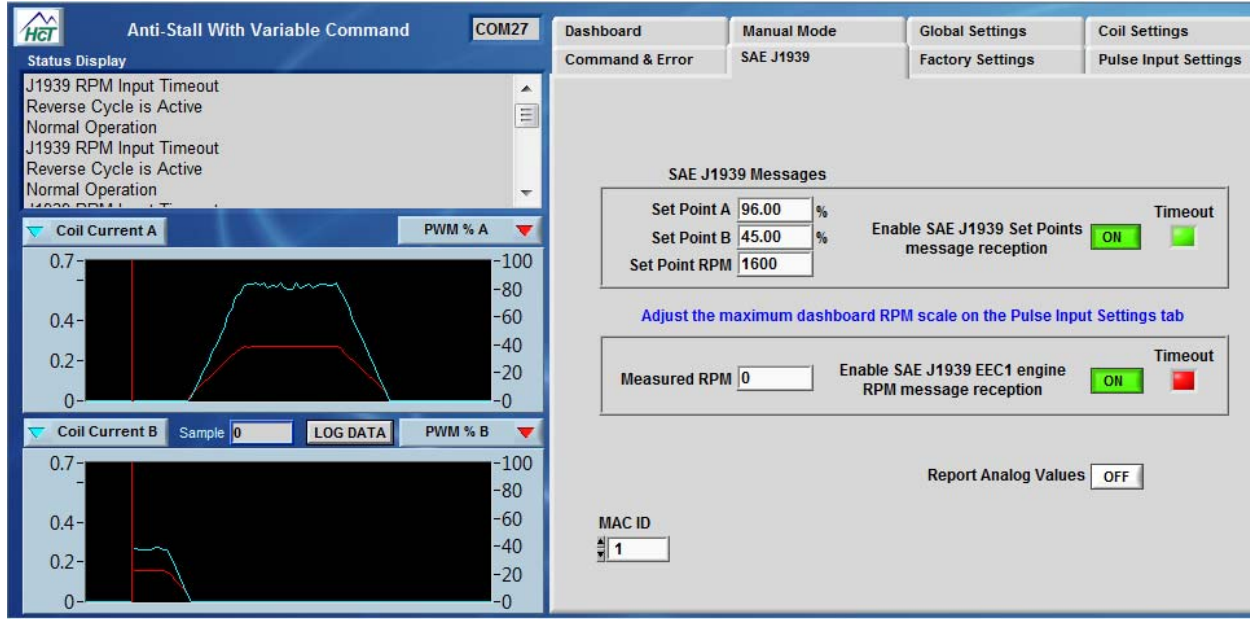 HCT
Anti-Stall With Variable Command
COM27
Status Display
J1939 RPM Input Timeout
Reverse Cycle is Active
Normal Operation
J1939 RPM Input Timeout
Reverse Cycle is Active
Normal Operation
Coil Current A
PWM % A
0.7
0.4
0.2
0
100
80
60
40
20
0
Coil Current B
Sample 0
LOG DATA
PWM % B
0.7
0.4
0.2
0
100
80
60
40
20
0
Dashboard
Manual Mode
Global Settings
Coil Settings
Command & Error
SAE J1939
Factory Settings
Pulse Input Settings
SAE J1939 Messages
Set Point A 96.00 %
Set Point B 45.00 %
Set Point RPM 1600
Enable SAE J1939 Set Points
message reception
ON
Timeout
Adjust the maximum dashboard RPM scale on the Pulse Input Settings tab
Measured RPM 0
Enable SAE J1939 EEC1 engine
RPM message reception
ON
Timeout
Report Analog Values OFF
MAC ID
1